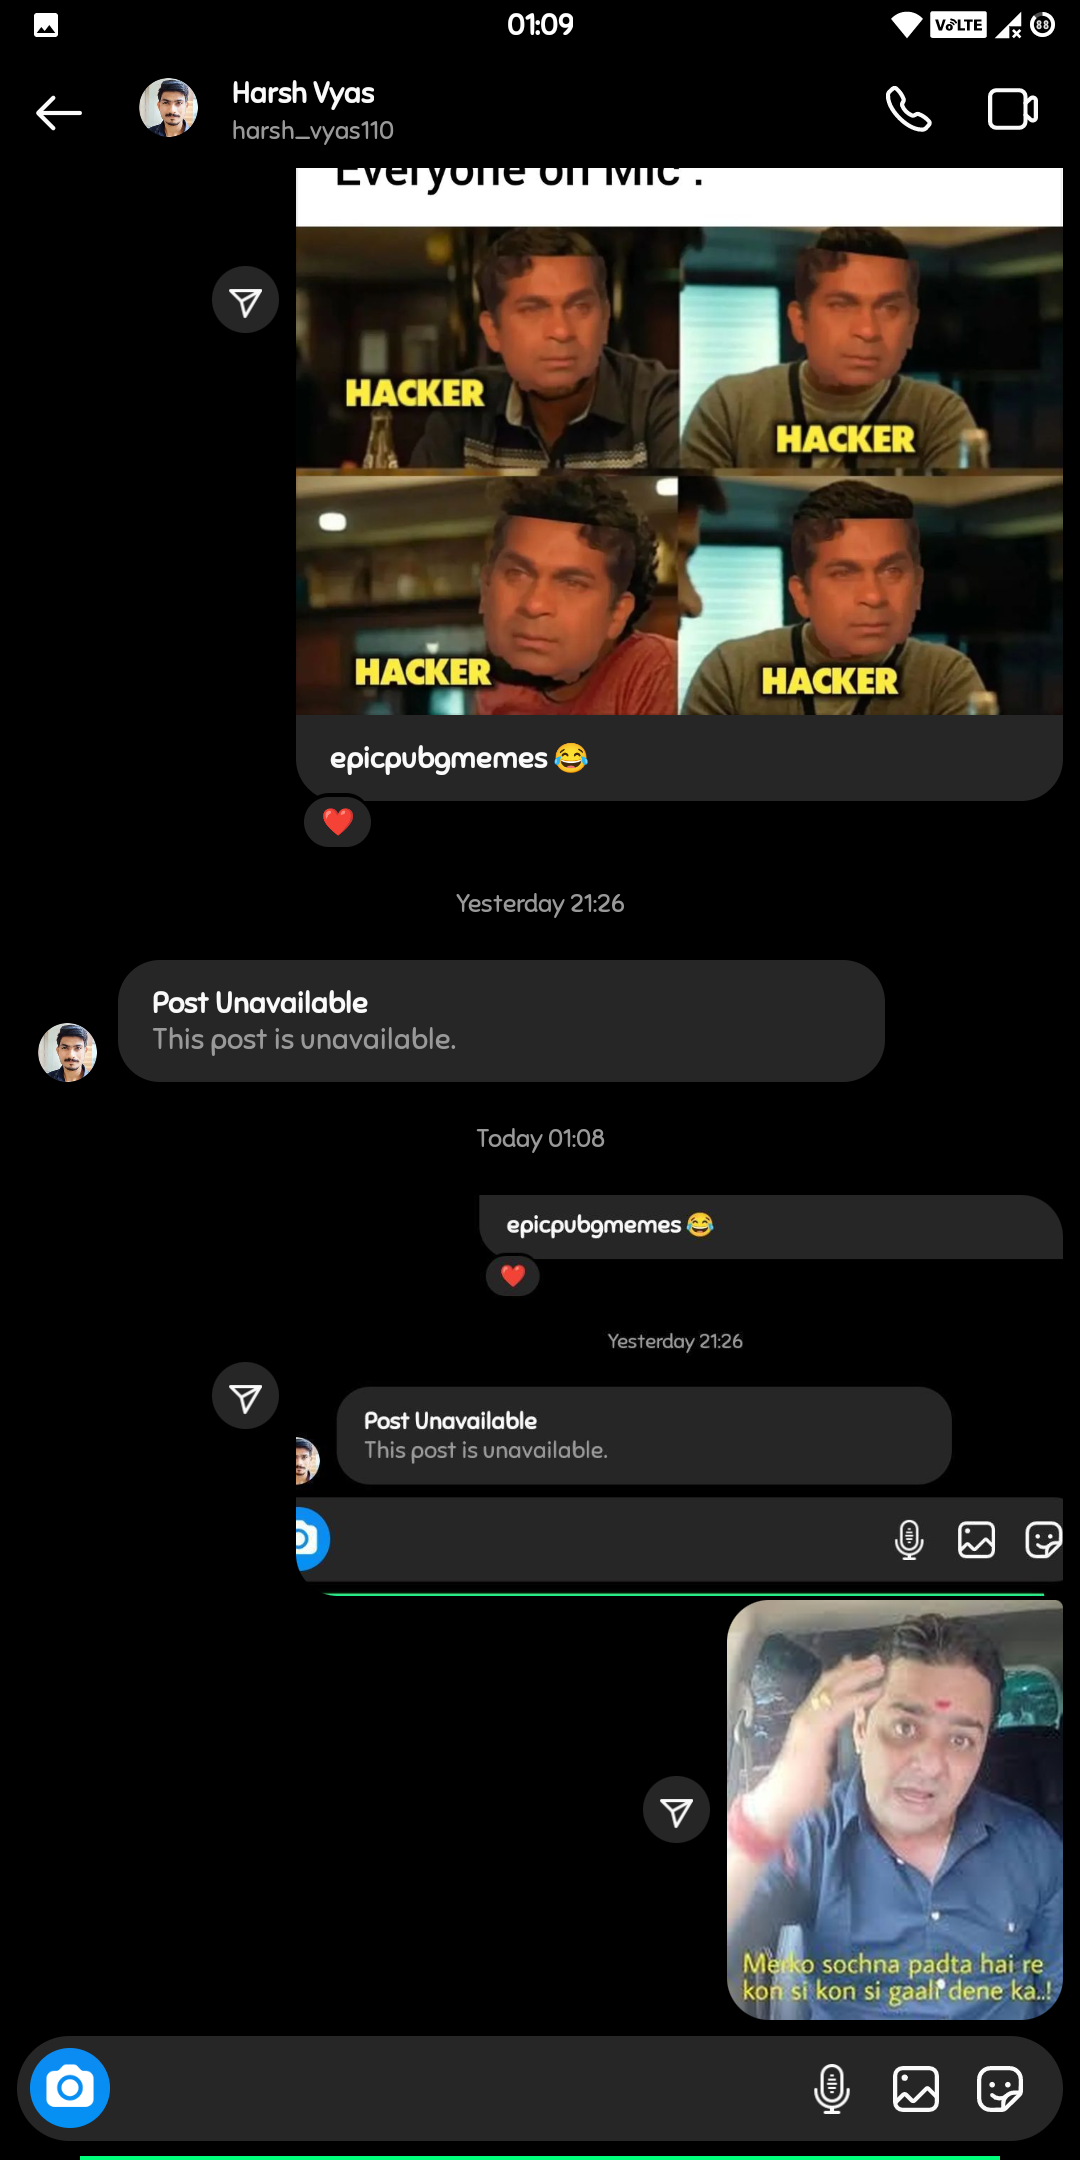 01:09
VoLTE
88
Harsh Vyas
harsh_vyas110
Everyone on Mic :
HACKER
HACKER
HACKER
HACKER
epicpubgmemes 😂
❤️
Yesterday 21:26
Post Unavailable
This post is unavailable.
Today 01:08
epicpubgmemes 😂
❤️
Yesterday 21:26
Post Unavailable
This post is unavailable.
Merko sochna padta hai re
kon si kon si gaali dene ka..!